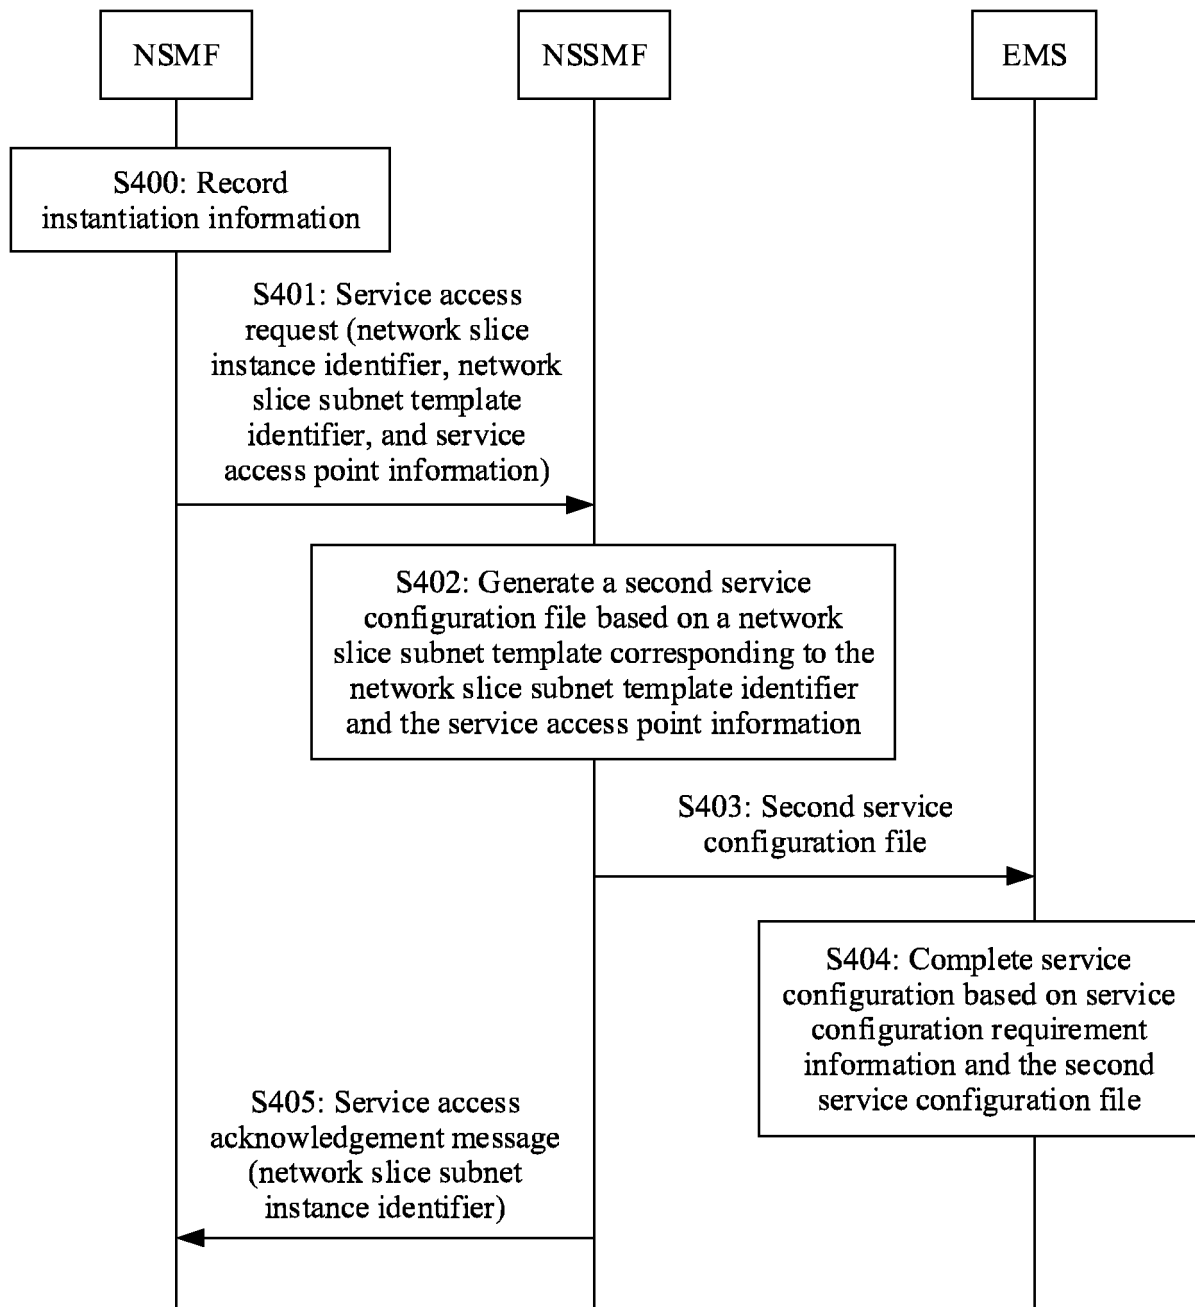 NSMF
NSSMF
EMS
S400: Record
instantiation information
S401: Service access
request (network slice
instance identifier, network
slice subnet template
identifier, and service
access point information)
S402: Generate a second service
configuration file based on a network
slice subnet template corresponding to the
network slice subnet template identifier
and the service access point information
S403: Second service
configuration file
S404: Complete service
configuration based on service
configuration requirement
information and the second
service configuration file
S405: Service access
acknowledgement message
(network slice subnet
instance identifier)